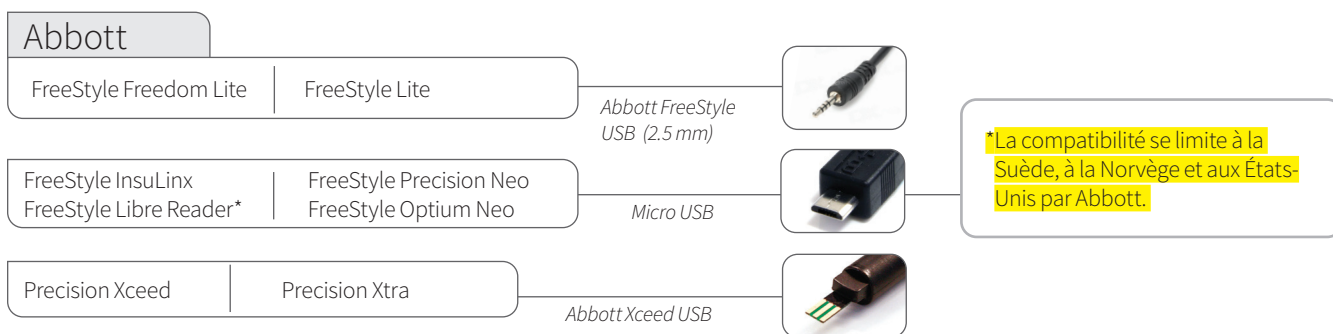 Abbott
FreeStyle Freedom Lite
FreeStyle Lite
Abbott FreeStyle
USB (2.5 mm)
FreeStyle InsuLinx
FreeStyle Libre Reader*
FreeStyle Precision Neo
FreeStyle Optium Neo
Micro USB
*La compatibilité se limite à la
Suède, à la Norvège et aux États-
Unis par Abbott.
Precision Xceed
Precision Xtra
Abbott Xceed USB